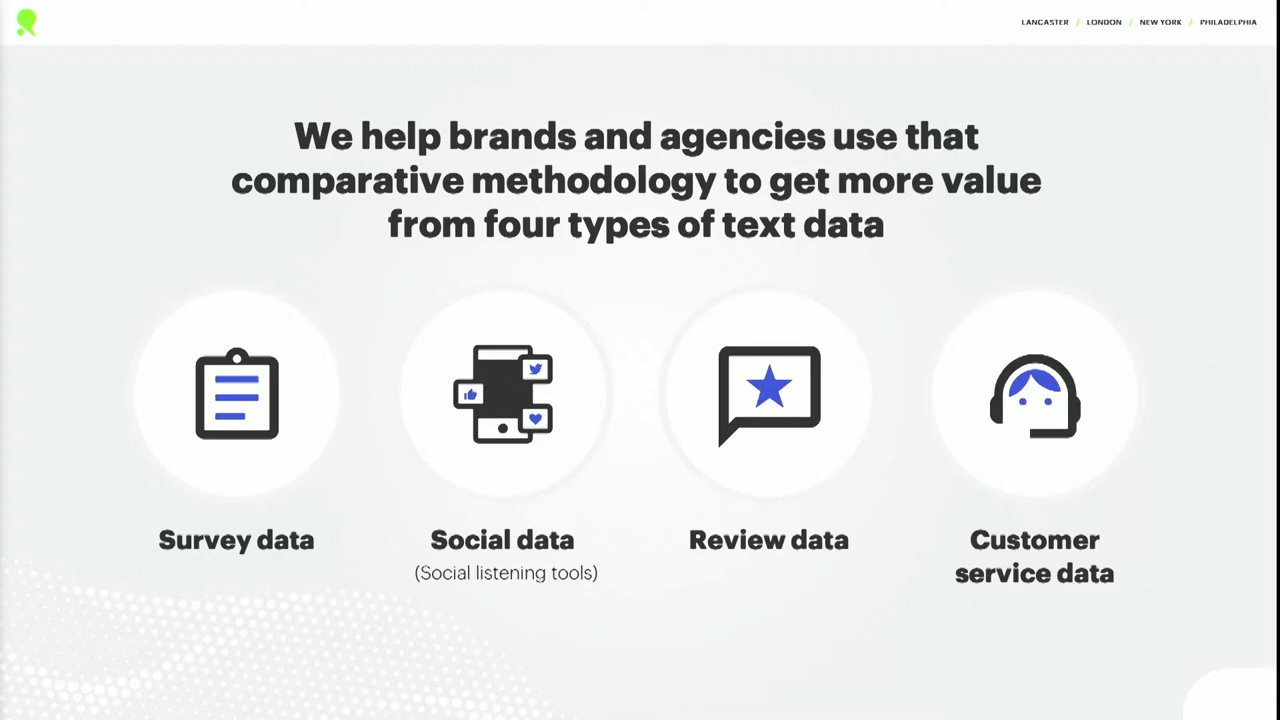 LANCASTER / LONDON / NEW YORK / PHILADELPHIA
We help brands and agencies use that
comparative methodology to get more value
from four types of text data
Survey data
Social data
(Social listening tools)
Review data
Customer
service data